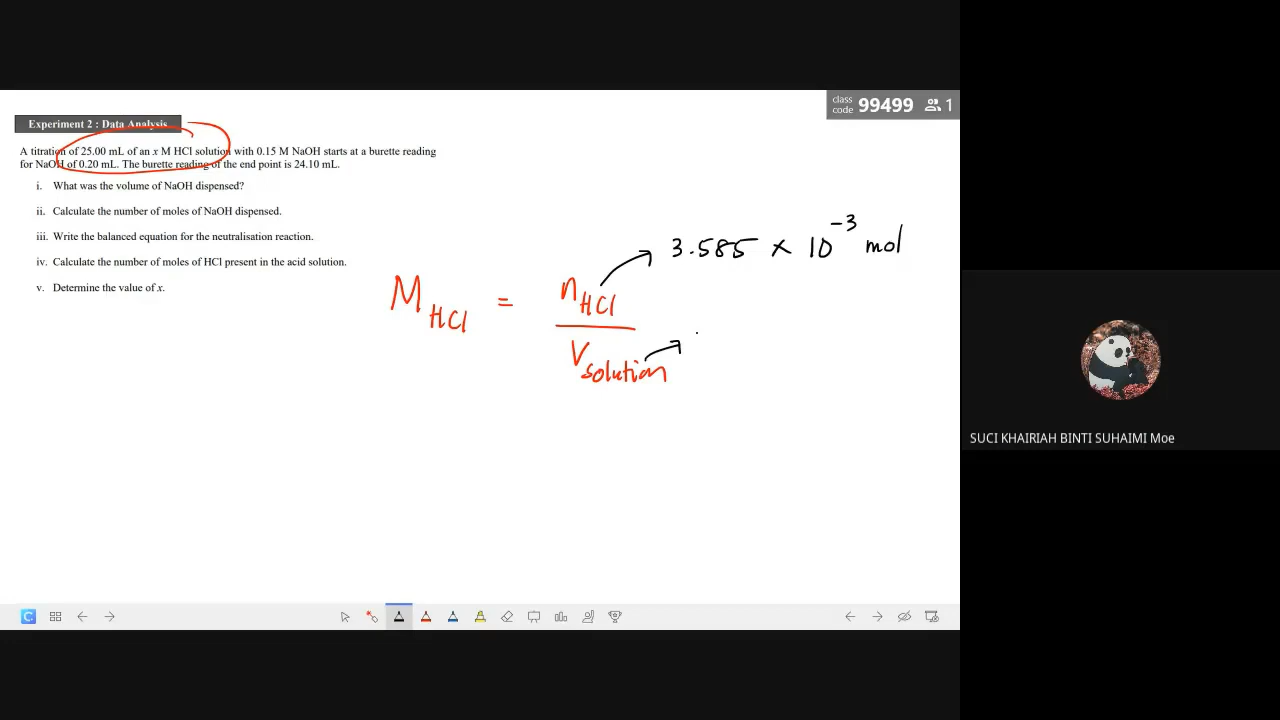 class code 99499 1
Experiment 2 : Data Analysis
A titration of 25.00 mL of an x M HCl solution with 0.15 M NaOH starts at a burette reading
for NaOH of 0.20 mL. The burette reading of the end point is 24.10 mL.
i. What was the volume of NaOH dispensed?
ii. Calculate the number of moles of NaOH dispensed.
iii. Write the balanced equation for the neutralisation reaction.
iv. Calculate the number of moles of HCl present in the acid solution.
v. Determine the value of x.
3.585 × 10⁻³ mol
M HCl = n HCl
V solution
SUCI KHAIRIAH BINTI SUHAIMI Moe